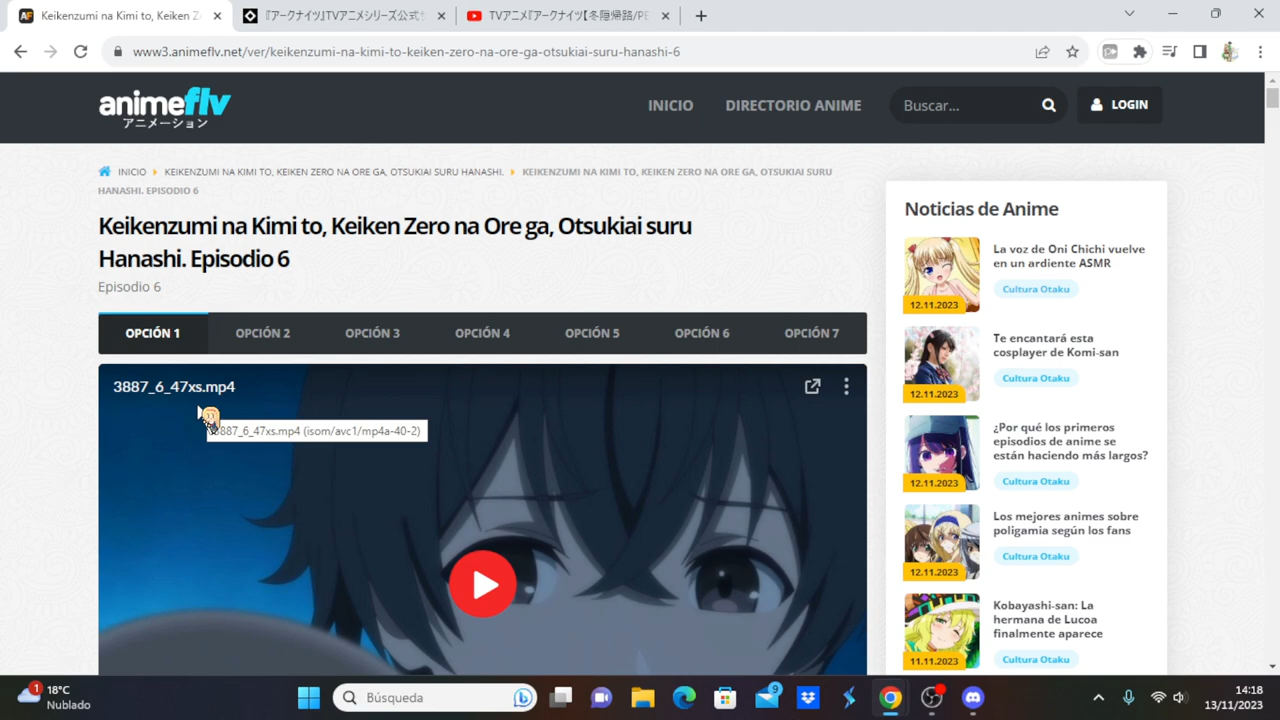 Keikenzumi na Kimi to, Keiken Z
『アークナイツ』TVアニメシリーズ公式サ
TVアニメ『アークナイツ【冬隠帰路/PE
www3.animeflv.net/ver/keikenzumi-na-kimi-to-keiken-zero-na-ore-ga-otsukiai-suru-hanashi-6
animeflv
アニメーション
INICIO
DIRECTORIO ANIME
Buscar...
LOGIN
INICIO KEIKENZUMI NA KIMI TO, KEIKEN ZERO NA ORE GA, OTSUKIAI SURU HANASHI. KEIKENZUMI NA KIMI TO, KEIKEN ZERO NA ORE GA, OTSUKIAI SURU
HANASHI. EPISODIO 6
Keikenzumi na Kimi to, Keiken Zero na Ore ga, Otsukiai suru
Hanashi. Episodio 6
Episodio 6
OPCIÓN 1
OPCIÓN 2
OPCIÓN 3
OPCIÓN 4
OPCIÓN 5
OPCIÓN 6
OPCIÓN 7
3887_6_47xs.mp4
887_6_47xs.mp4 (isom/avc1/mp4a-40-2)
Noticias de Anime
La voz de Oni Chichi vuelve
en un ardiente ASMR
Cultura Otaku
12.11.2023
Te encantará esta
cosplayer de Komi-san
Cultura Otaku
12.11.2023
¿Por qué los primeros
episodios de anime se
están haciendo más largos?
Cultura Otaku
12.11.2023
Los mejores animes sobre
poligamia según los fans
Cultura Otaku
12.11.2023
Kobayashi-san: La
hermana de Lucoa
finalmente aparece
Cultura Otaku
11.11.2023
1
18°C
Nublado
Búsqueda
9
14:18
13/11/2023